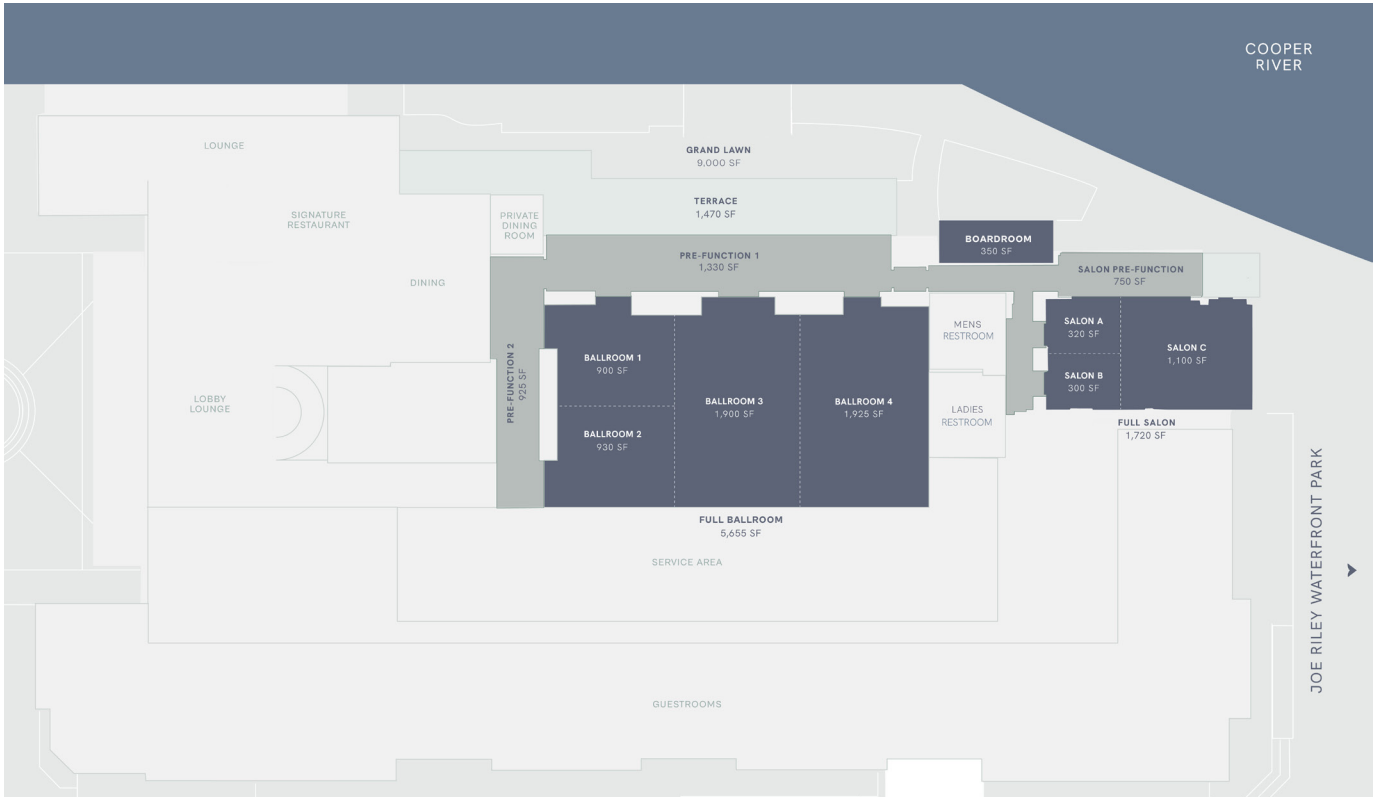 COOPER
RIVER
LOUNGE
GRAND LAWN
9,000 SF
SIGNATURE
RESTAURANT
PRIVATE
DINING
ROOM
TERRACE
1,470 SF
BOARDROOM
350 SF
PRE-FUNCTION 1
1,330 SF
SALON PRE-FUNCTION
750 SF
DINING
MENS
RESTROOM
SALON A
320 SF
SALON B
300 SF
SALON C
1,100 SF
PRE-FUNCTION 2
925 SF
BALLROOM 1
900 SF
BALLROOM 2
930 SF
BALLROOM 3
1,900 SF
BALLROOM 4
1,925 SF
LOBBY
LOUNGE
LADIES
RESTROOM
FULL SALON
1,720 SF
FULL BALLROOM
5,655 SF
SERVICE AREA
JOE RILEY WATERFRONT PARK
GUESTROOMS